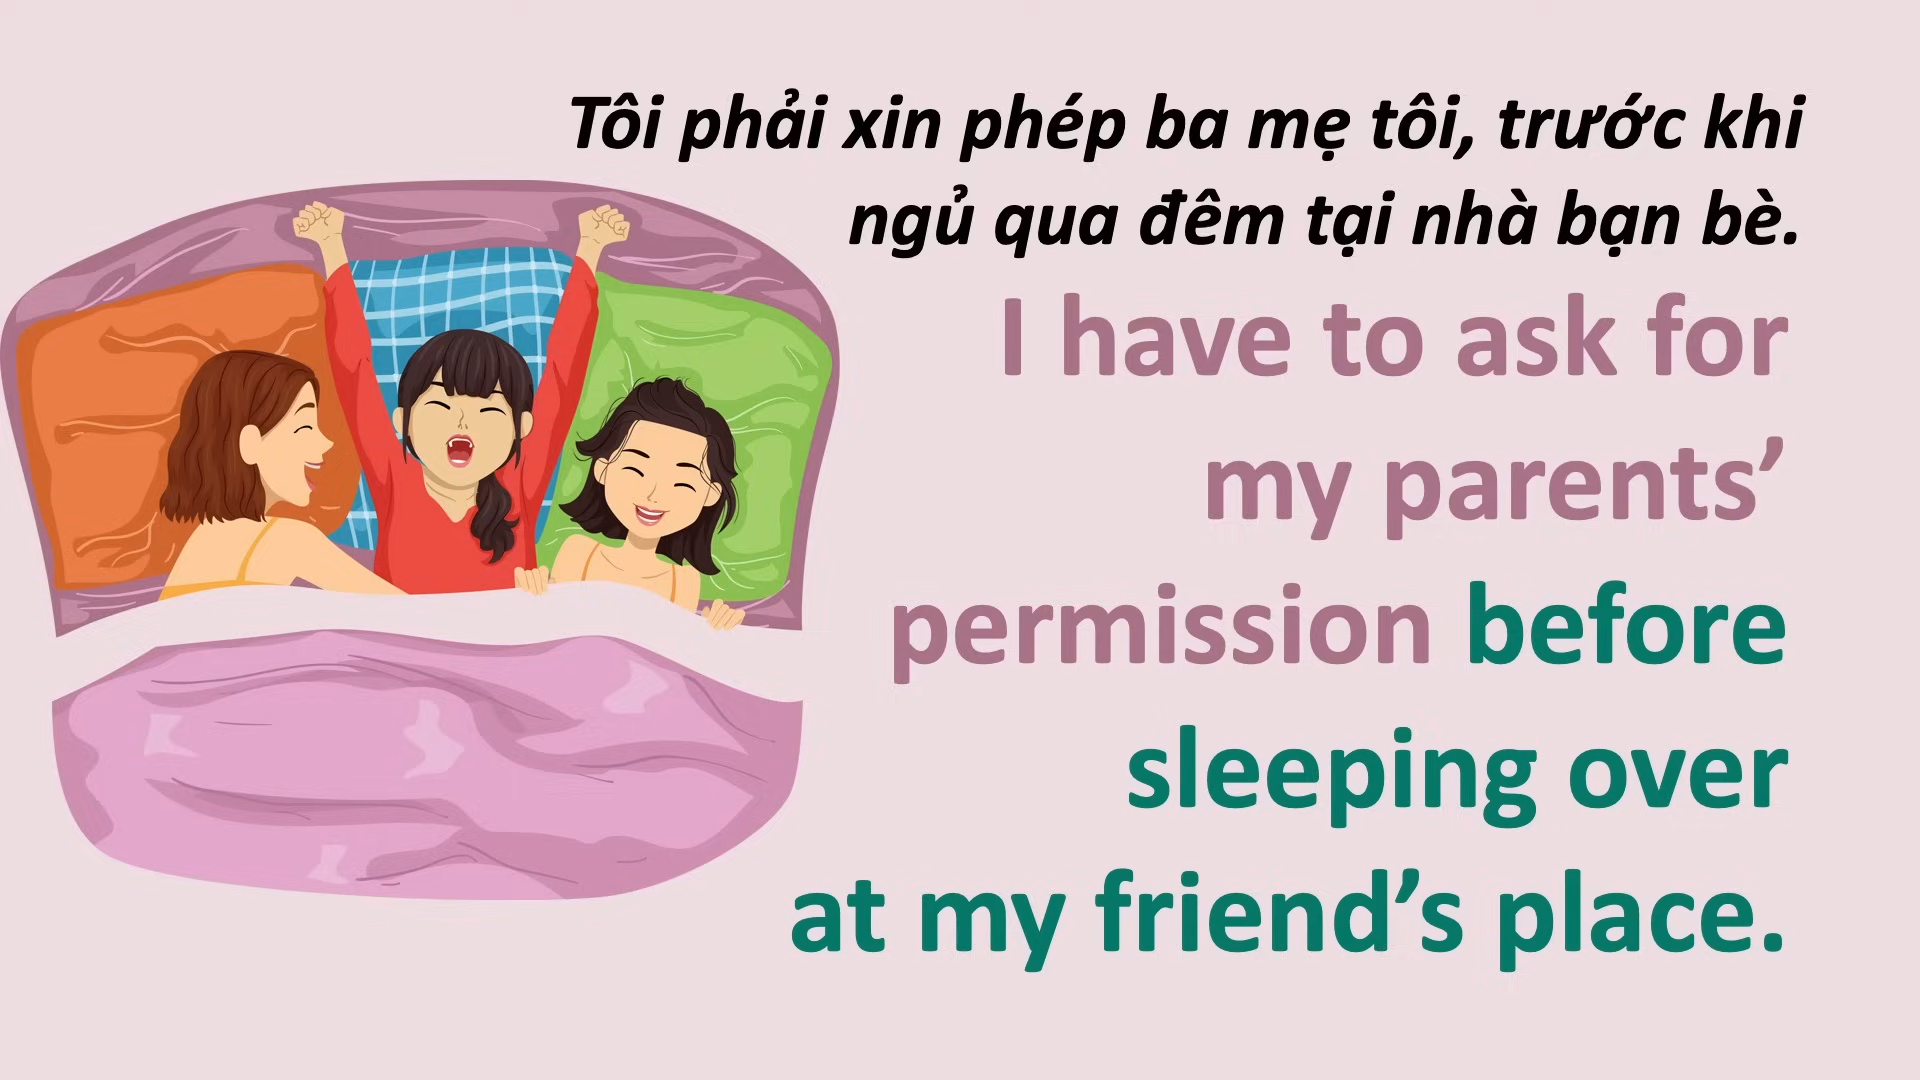 Tôi phải xin phép ba mẹ tôi, trước khi
ngủ qua đêm tại nhà bạn bè.
I have to ask for
my parents’
permission before
sleeping over
at my friend’s place.